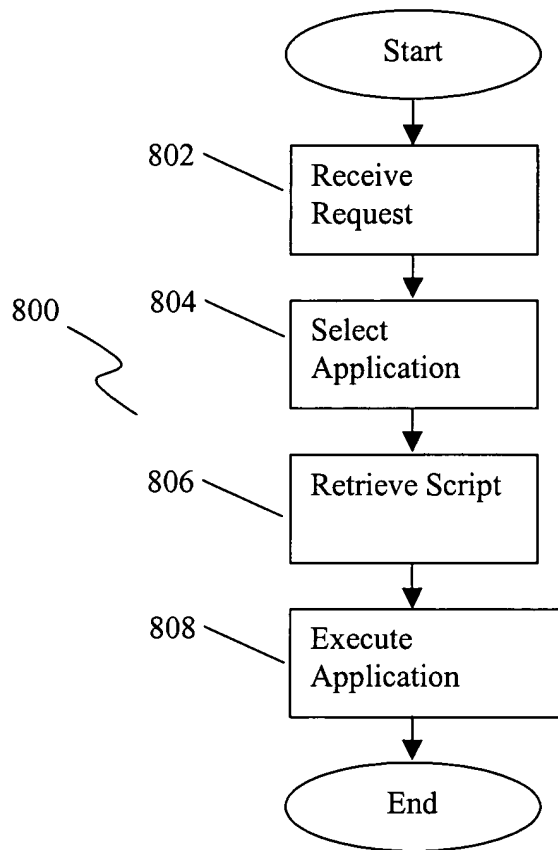 Start
802
Receive
Request
804
Select
Application
800
806
Retrieve Script
808
Execute
Application
End